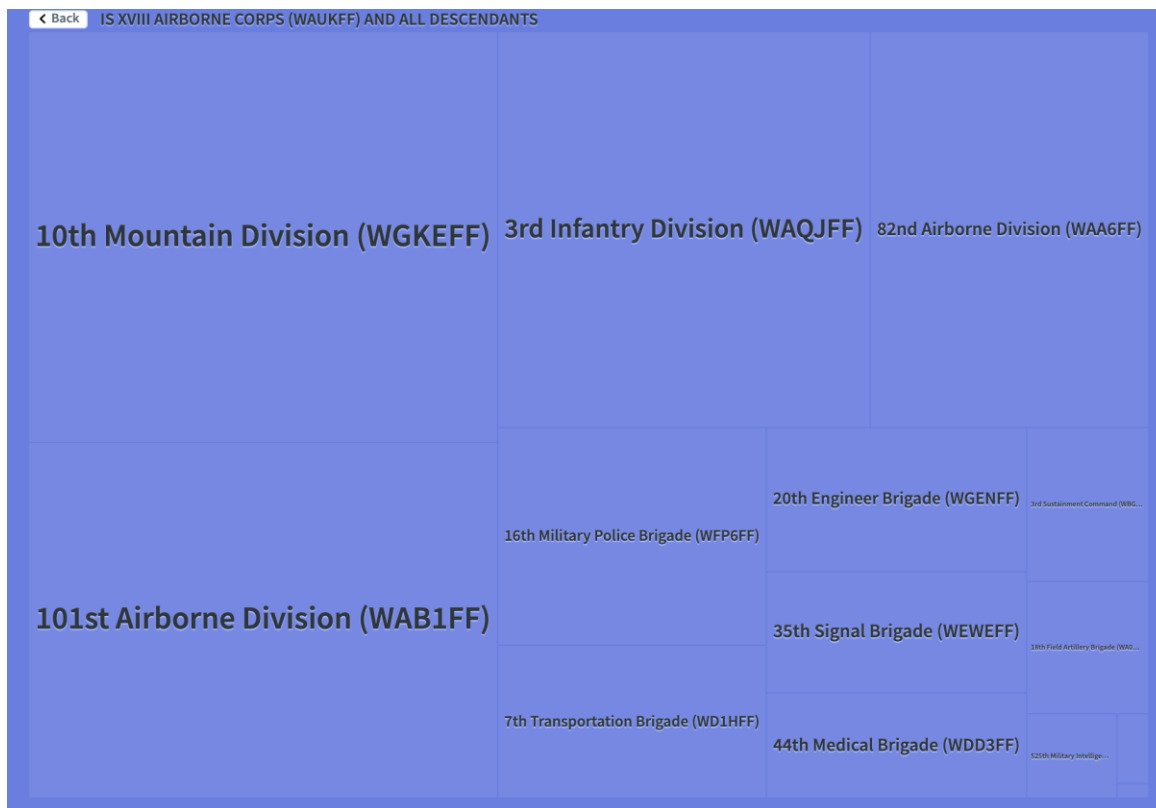 Back IS XVIII AIRBORNE CORPS (WAUKFF) AND ALL DESCENDANTS
10th Mountain Division (WGKEFF)
3rd Infantry Division (WAQJFF)
82nd Airborne Division (WAA6FF)
101st Airborne Division (WAB1FF)
16th Military Police Brigade (WFP6FF)
7th Transportation Brigade (WD1HFF)
20th Engineer Brigade (WGENFF)
35th Signal Brigade (WEWEFF)
44th Medical Brigade (WDD3FF)
3rd Sustainment Command (WBG...
18th Field Artillery Brigade
525th Military Intellige...